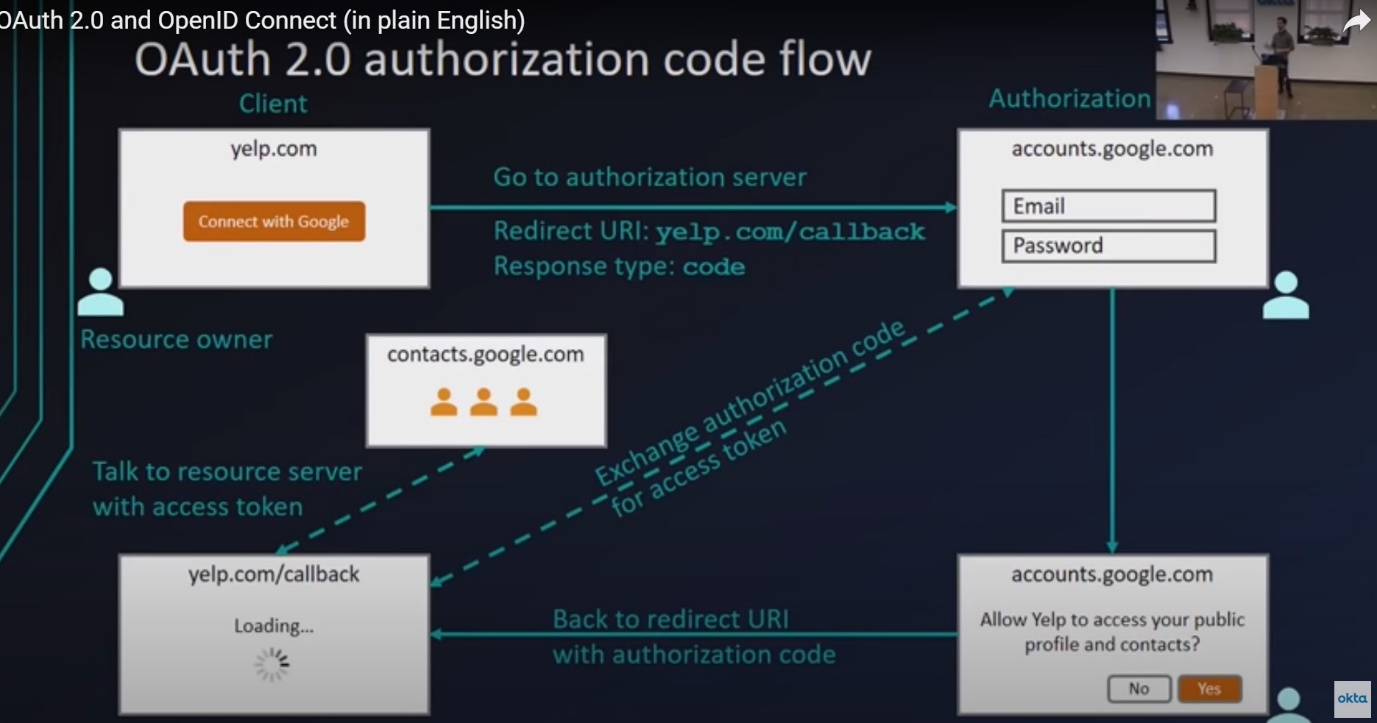 OAuth 2.0 and OpenID Connect (in plain English)
OAuth 2.0 authorization code flow
Client
Authorization
yelp.com
Connect with Google
Go to authorization server
Redirect URI: yelp.com/callback
Response type: code
accounts.google.com
Email
Password
Resource owner
contacts.google.com
Exchange authorization code
for access token
Talk to resource server
with access token
yelp.com/callback
Loading...
Back to redirect URI
with authorization code
accounts.google.com
Allow Yelp to access your public
profile and contacts?
No
Yes
okta
okta